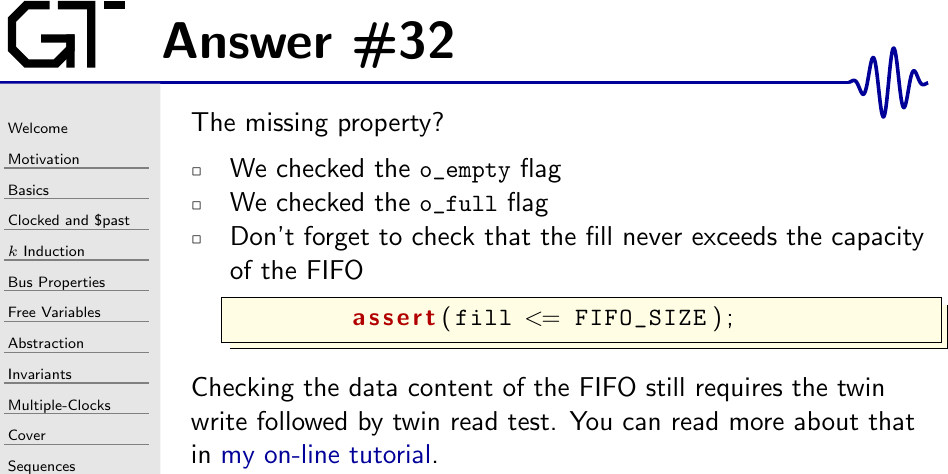 GT
Answer #32
Welcome
Motivation
Basics
Clocked and $past
k Induction
Bus Properties
Free Variables
Abstraction
Invariants
Multiple-Clocks
Cover
Sequences
The missing property?
We checked the o_empty flag
We checked the o_full flag
Don't forget to check that the fill never exceeds the capacity
of the FIFO
assert(fill <= FIFO_SIZE);
Checking the data content of the FIFO still requires the twin
write followed by twin read test. You can read more about that
in my on-line tutorial.